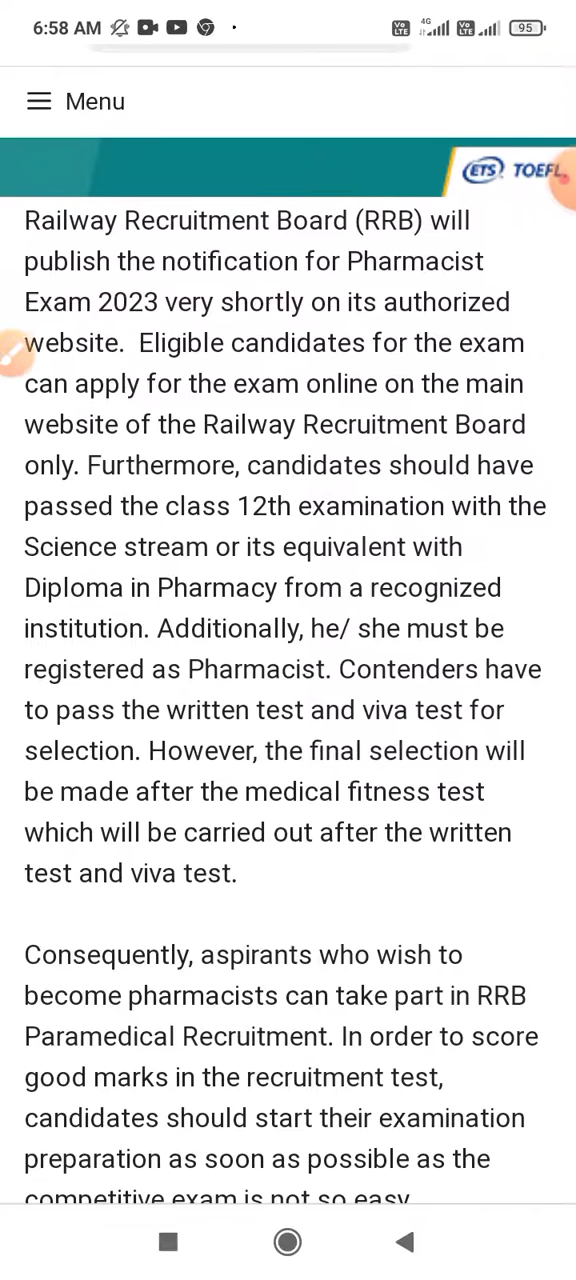 6:58 AM
4G
Vo LTE
Vo LTE
95
Menu
ETS TOEFL
Railway Recruitment Board (RRB) will
publish the notification for Pharmacist
Exam 2023 very shortly on its authorized
website.  Eligible candidates for the exam
can apply for the exam online on the main
website of the Railway Recruitment Board
only. Furthermore, candidates should have
passed the class 12th examination with the
Science stream or its equivalent with
Diploma in Pharmacy from a recognized
institution. Additionally, he/ she must be
registered as Pharmacist. Contenders have
to pass the written test and viva test for
selection. However, the final selection will
be made after the medical fitness test
which will be carried out after the written
test and viva test.
Consequently, aspirants who wish to
become pharmacists can take part in RRB
Paramedical Recruitment. In order to score
good marks in the recruitment test,
candidates should start their examination
preparation as soon as possible as the
competitive exam is not so easy